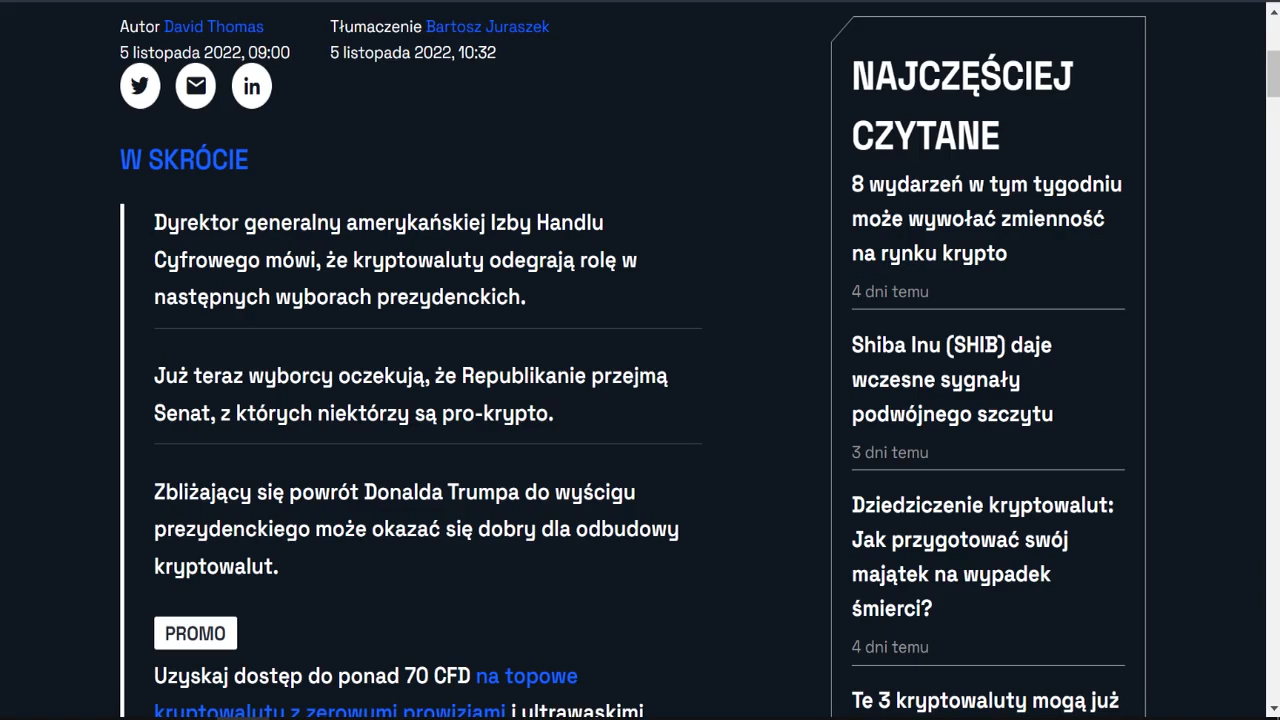 Autor David Thomas
5 listopada 2022, 09:00
Tłumaczenie Bartosz Juraszek
5 listopada 2022, 10:32
in
W SKRÓCIE
Dyrektor generalny amerykańskiej Izby Handlu
Cyfrowego mówi, że kryptowaluty odegrają rolę w
następnych wyborach prezydenckich.
Już teraz wyborcy oczekują, że Republikanie przejmą
Senat, z których niektórzy są pro-krypto.
Zbliżający się powrót Donalda Trumpa do wyścigu
prezydenckiego może okazać się dobry dla odbudowy
kryptowalut.
PROMO
Uzyskaj dostęp do ponad 70 CFD na topowe
kryptowaluty z zerowymi prowizjami i ultrawąskimi
NAJCZĘŚCIEJ
CZYTANE
8 wydarzeń w tym tygodniu
może wywołać zmienność
na rynku krypto
4 dni temu
Shiba Inu (SHIB) daje
wczesne sygnały
podwójnego szczytu
3 dni temu
Dziedziczenie kryptowalut:
Jak przygotować swój
majątek na wypadek
śmierci?
4 dni temu
Te 3 kryptowaluty mogą już